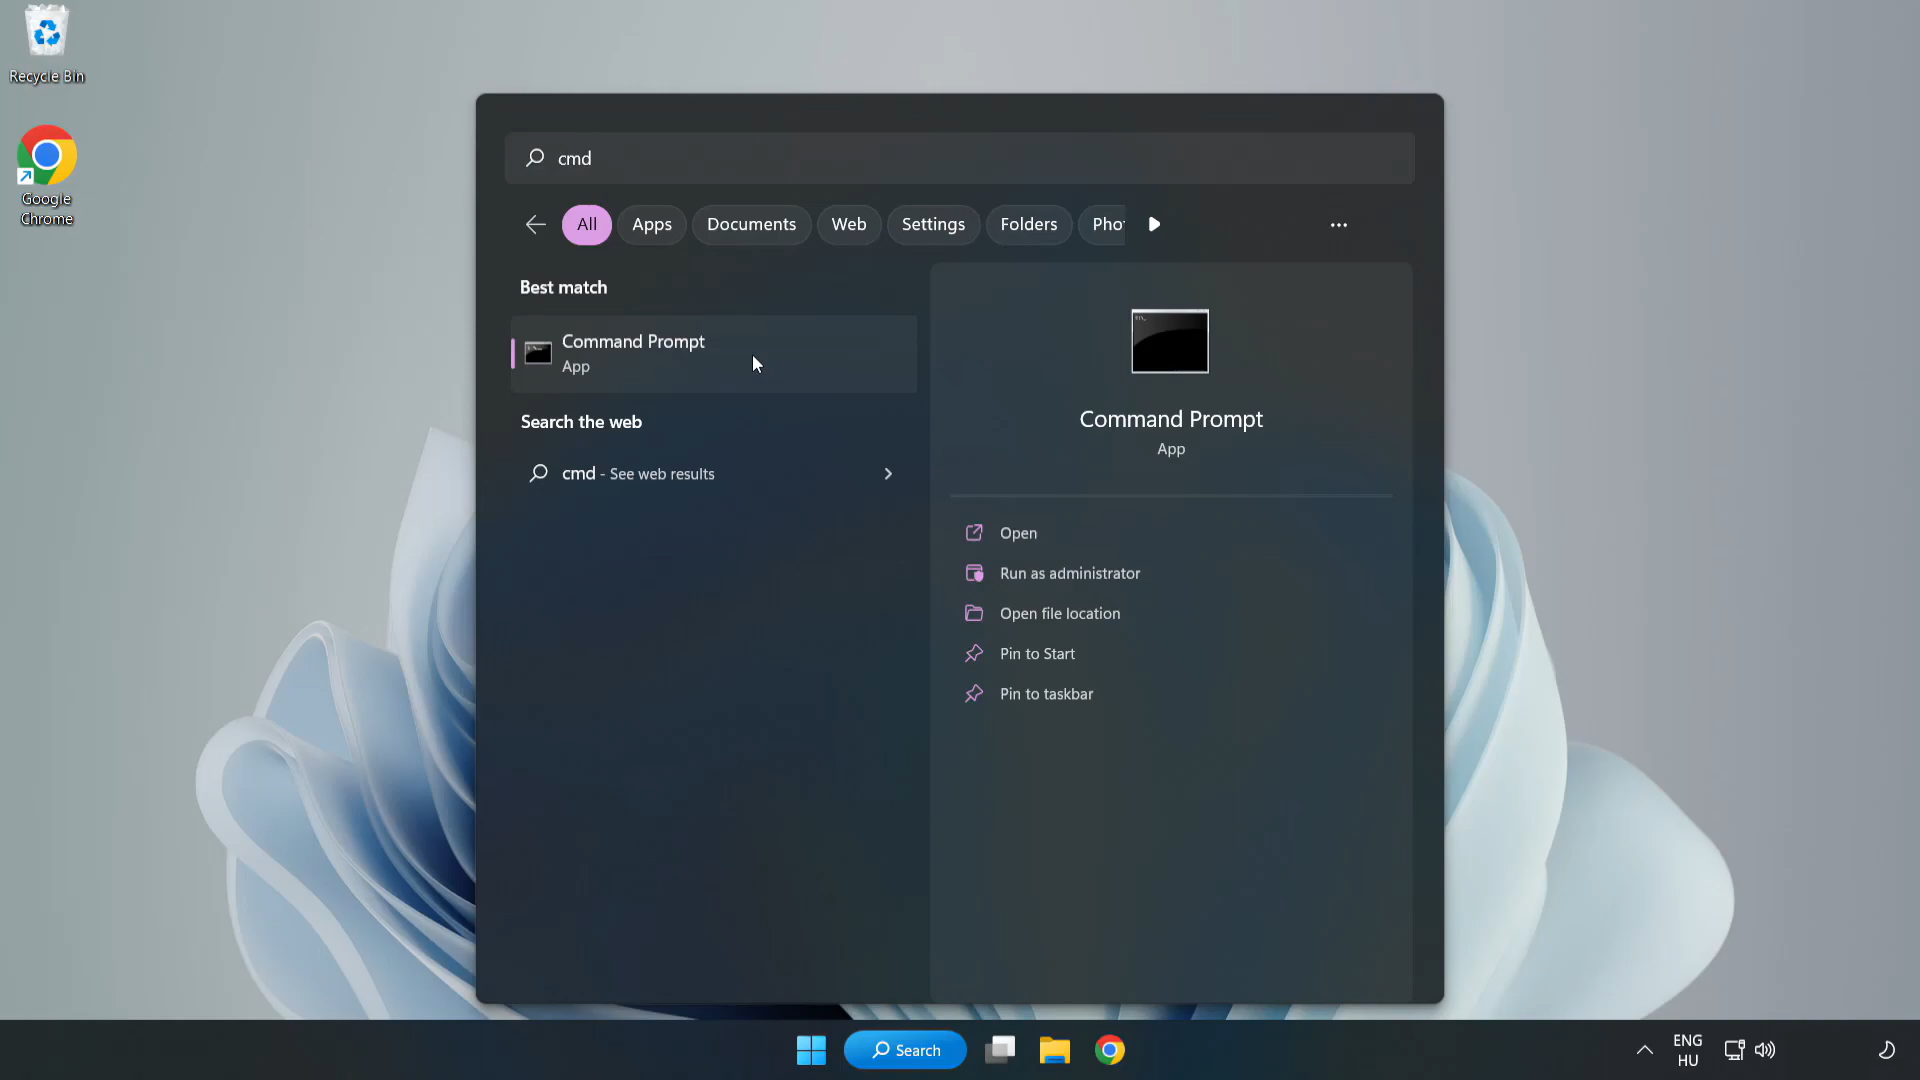 Recycle Bin
Google
Chrome
cmd
All
Apps
Documents
Web
Settings
Folders
Pho
Best match
Command Prompt
App
Search the web
cmd - See web results
Command Prompt
App
Open
Run as administrator
Open file location
Pin to Start
Pin to taskbar
Search
ENG
HU